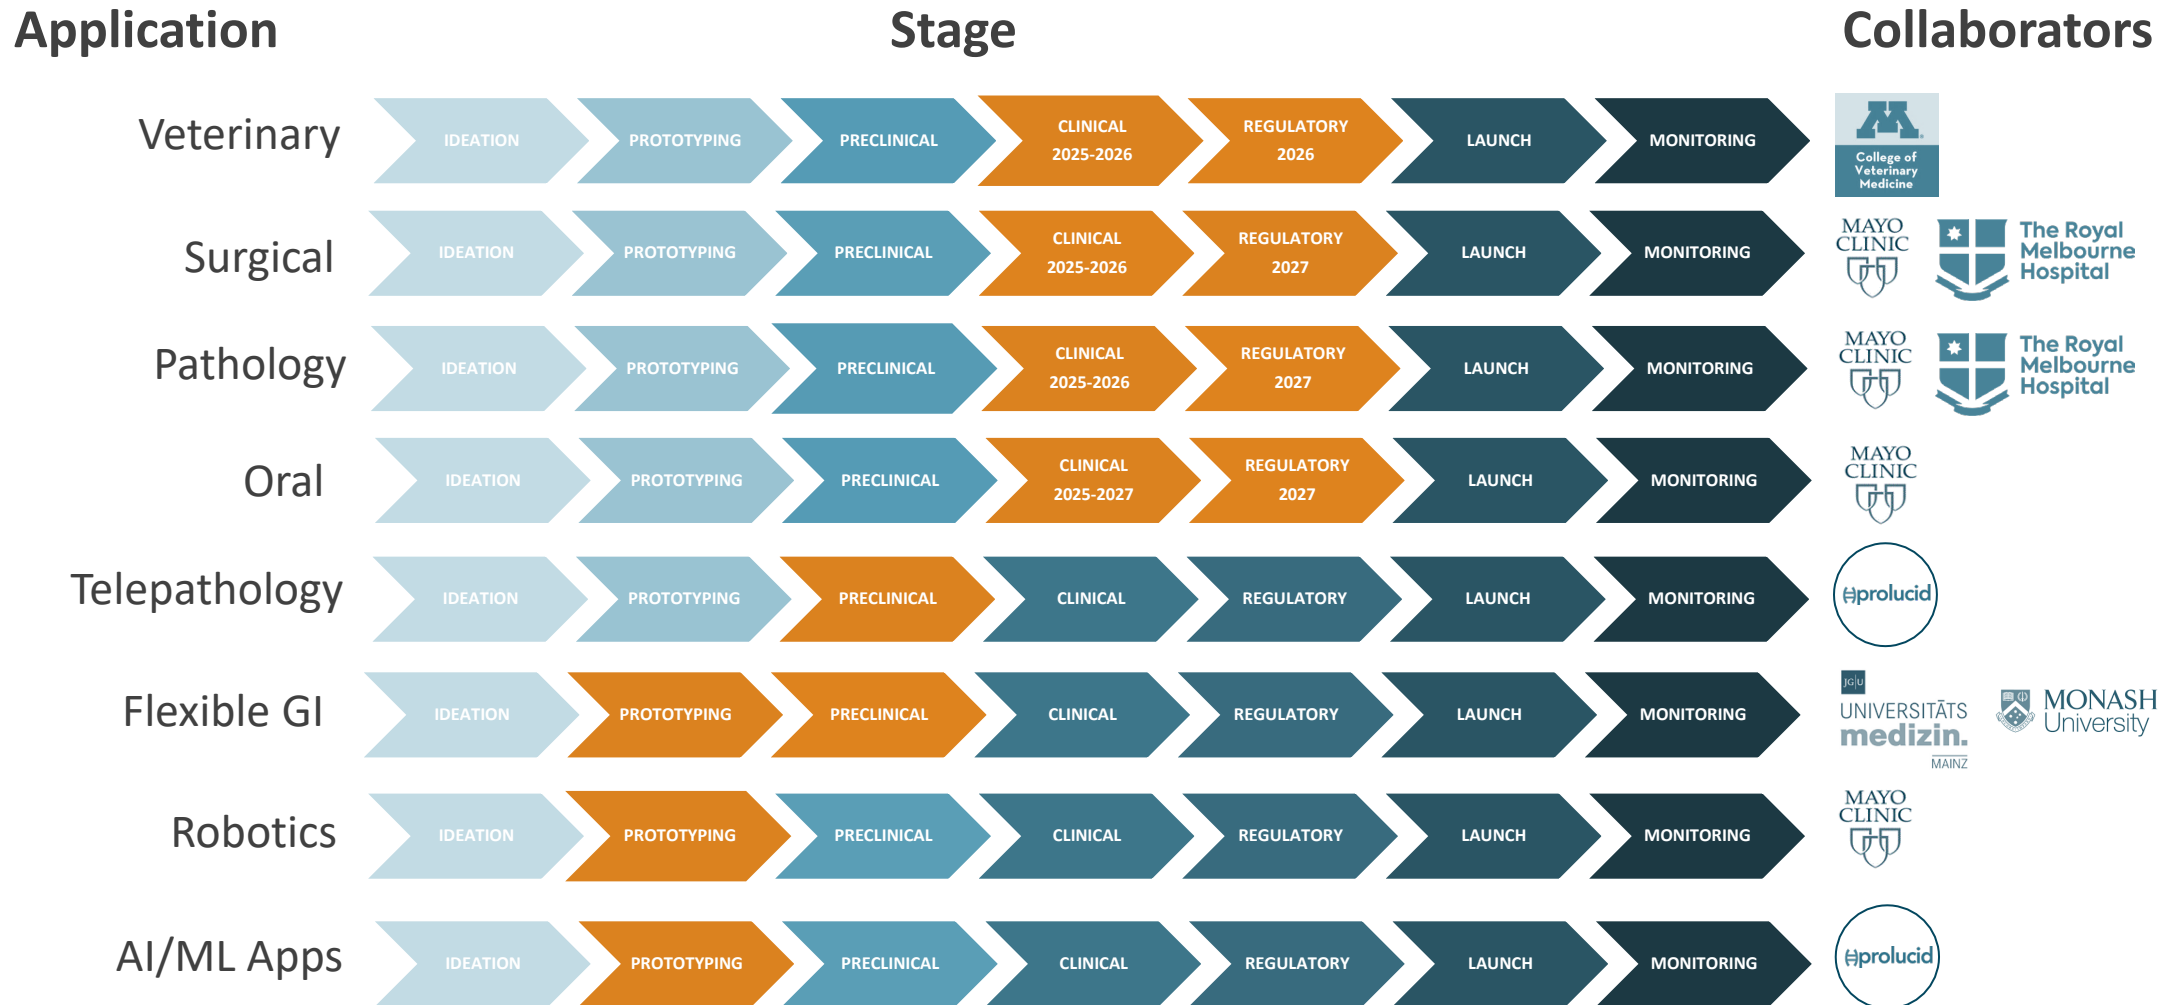 Application
Stage
Collaborators
Veterinary
IDEATION
PROTOTYPING
PRECLINICAL
CLINICAL
2025-2026
REGULATORY
2026
LAUNCH
MONITORING
M
College of
Veterinary
Medicine
Surgical
IDEATION
PROTOTYPING
PRECLINICAL
CLINICAL
2025-2026
REGULATORY
2027
LAUNCH
MONITORING
MAYO
CLINIC
The Royal
Melbourne
Hospital
Pathology
IDEATION
PROTOTYPING
PRECLINICAL
CLINICAL
2025-2026
REGULATORY
2027
LAUNCH
MONITORING
MAYO
CLINIC
The Royal
Melbourne
Hospital
Oral
IDEATION
PROTOTYPING
PRECLINICAL
CLINICAL
2025-2027
REGULATORY
2027
LAUNCH
MONITORING
MAYO
CLINIC
Telepathology
IDEATION
PROTOTYPING
PRECLINICAL
CLINICAL
REGULATORY
LAUNCH
MONITORING
prolucid
Flexible GI
IDEATION
PROTOTYPING
PRECLINICAL
CLINICAL
REGULATORY
LAUNCH
MONITORING
JG|U
UNIVERSITÄTS
medizin.
MAINZ
MONASH
University
Robotics
IDEATION
PROTOTYPING
PRECLINICAL
CLINICAL
REGULATORY
LAUNCH
MONITORING
MAYO
CLINIC
AI/ML Apps
IDEATION
PROTOTYPING
PRECLINICAL
CLINICAL
REGULATORY
LAUNCH
MONITORING
prolucid